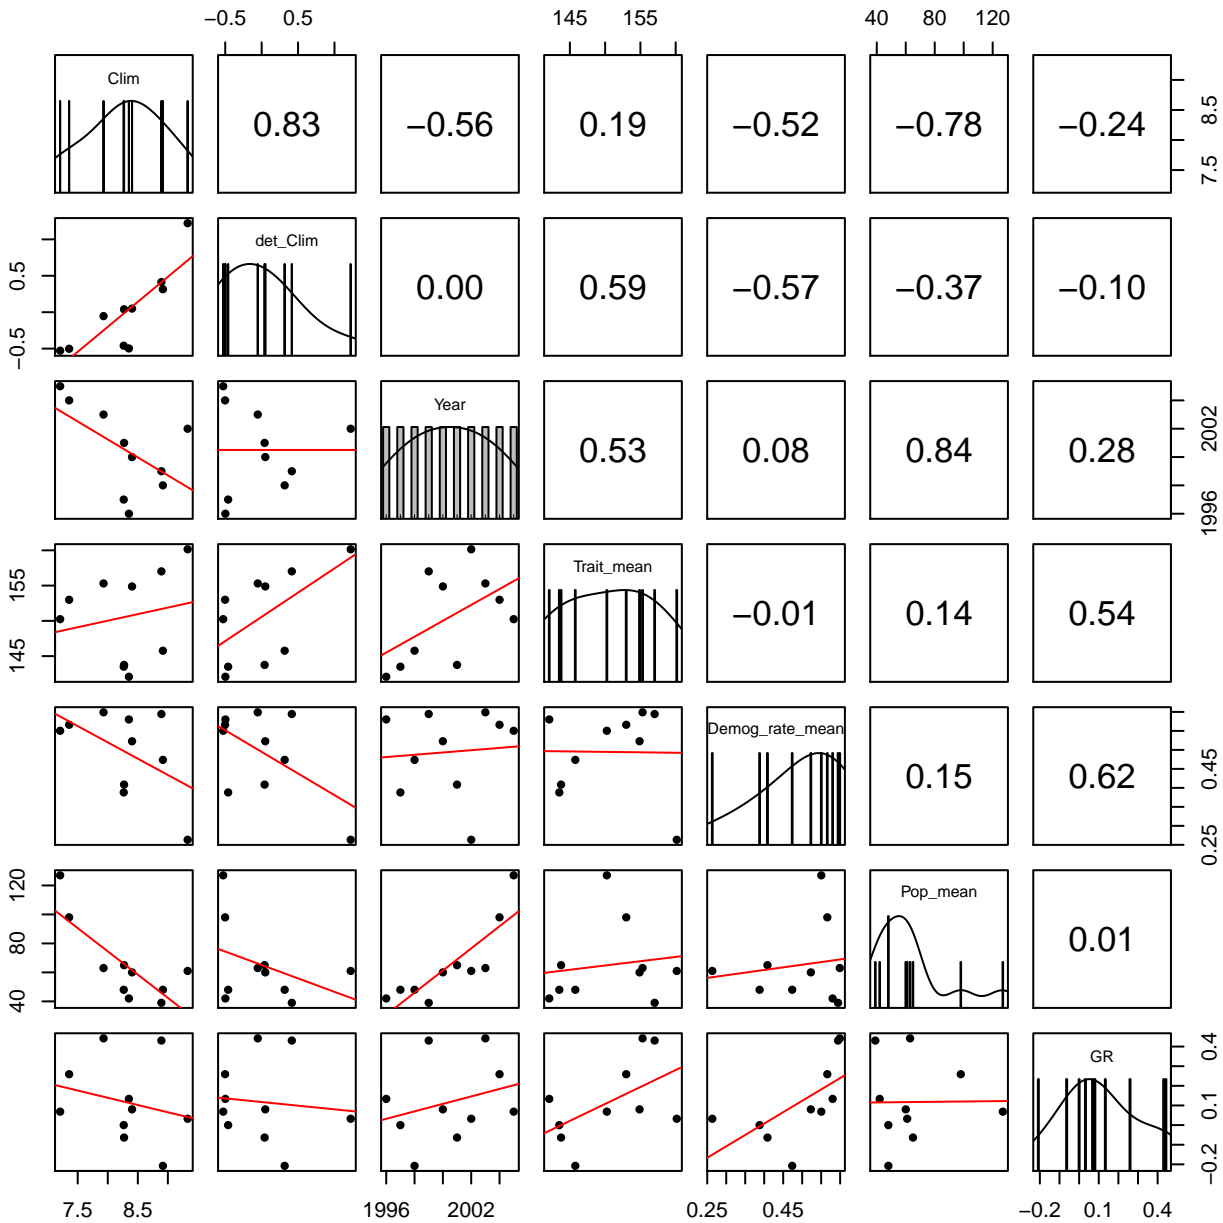 −0.5 0.5 145 155 40 80 120
Clim 0.83 −0.56 0.19 −0.52 −0.78 −0.24 7.5 8.5
−0.5 0.5 det_Clim 0.00 0.59 −0.57 −0.37 −0.10
Year 0.53 0.08 0.84 0.28 1996 2002
145 155 Trait_mean −0.01 0.14 0.54
Demog_rate_mean 0.15 0.62 0.25 0.45
40 80 120 Pop_mean 0.01
GR −0.2 0.1 0.4
7.5 8.5 1996 2002 0.25 0.45 −0.2 0.1 0.4